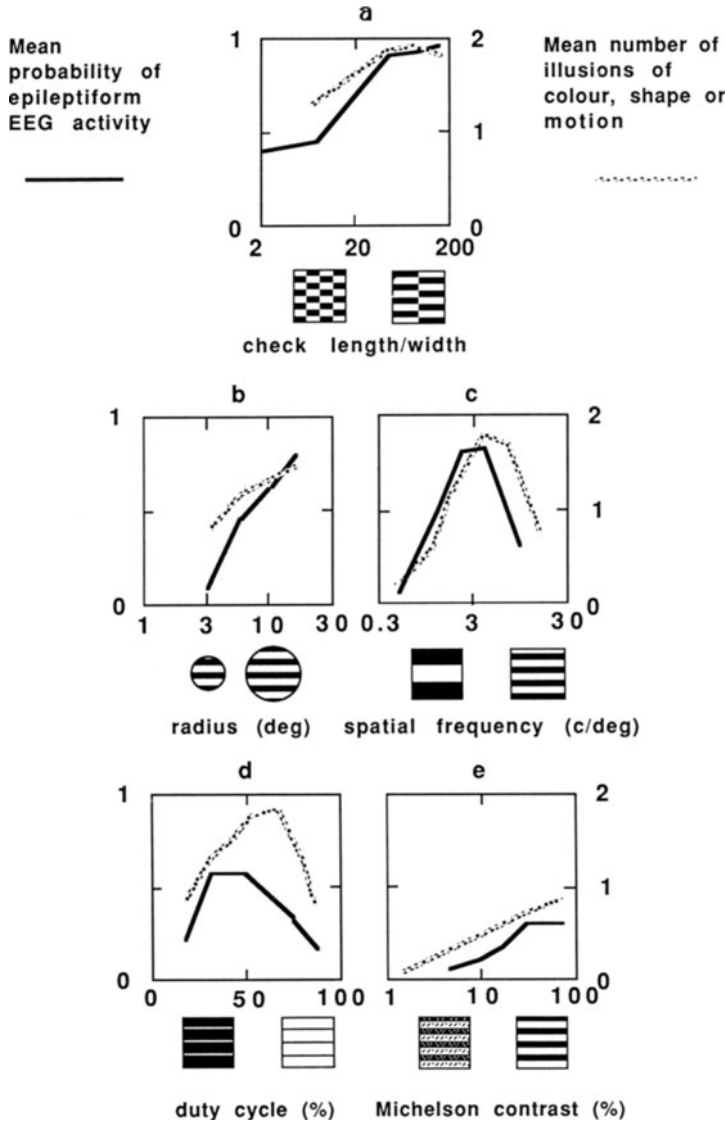 a
Mean
probability of
epileptiform
EEG activity
1
0
2
1
0
2 20 200
Mean number of
illusions of
colour, shape or
motion
check length/width
b
1
0
1 3 10 30
radius (deg)
c
2
1
0
0.3 3 30
spatial frequency (c/deg)
d
1
0
0 50 100
duty cycle (%)
e
2
1
0
1 10 100
Michelson contrast (%)